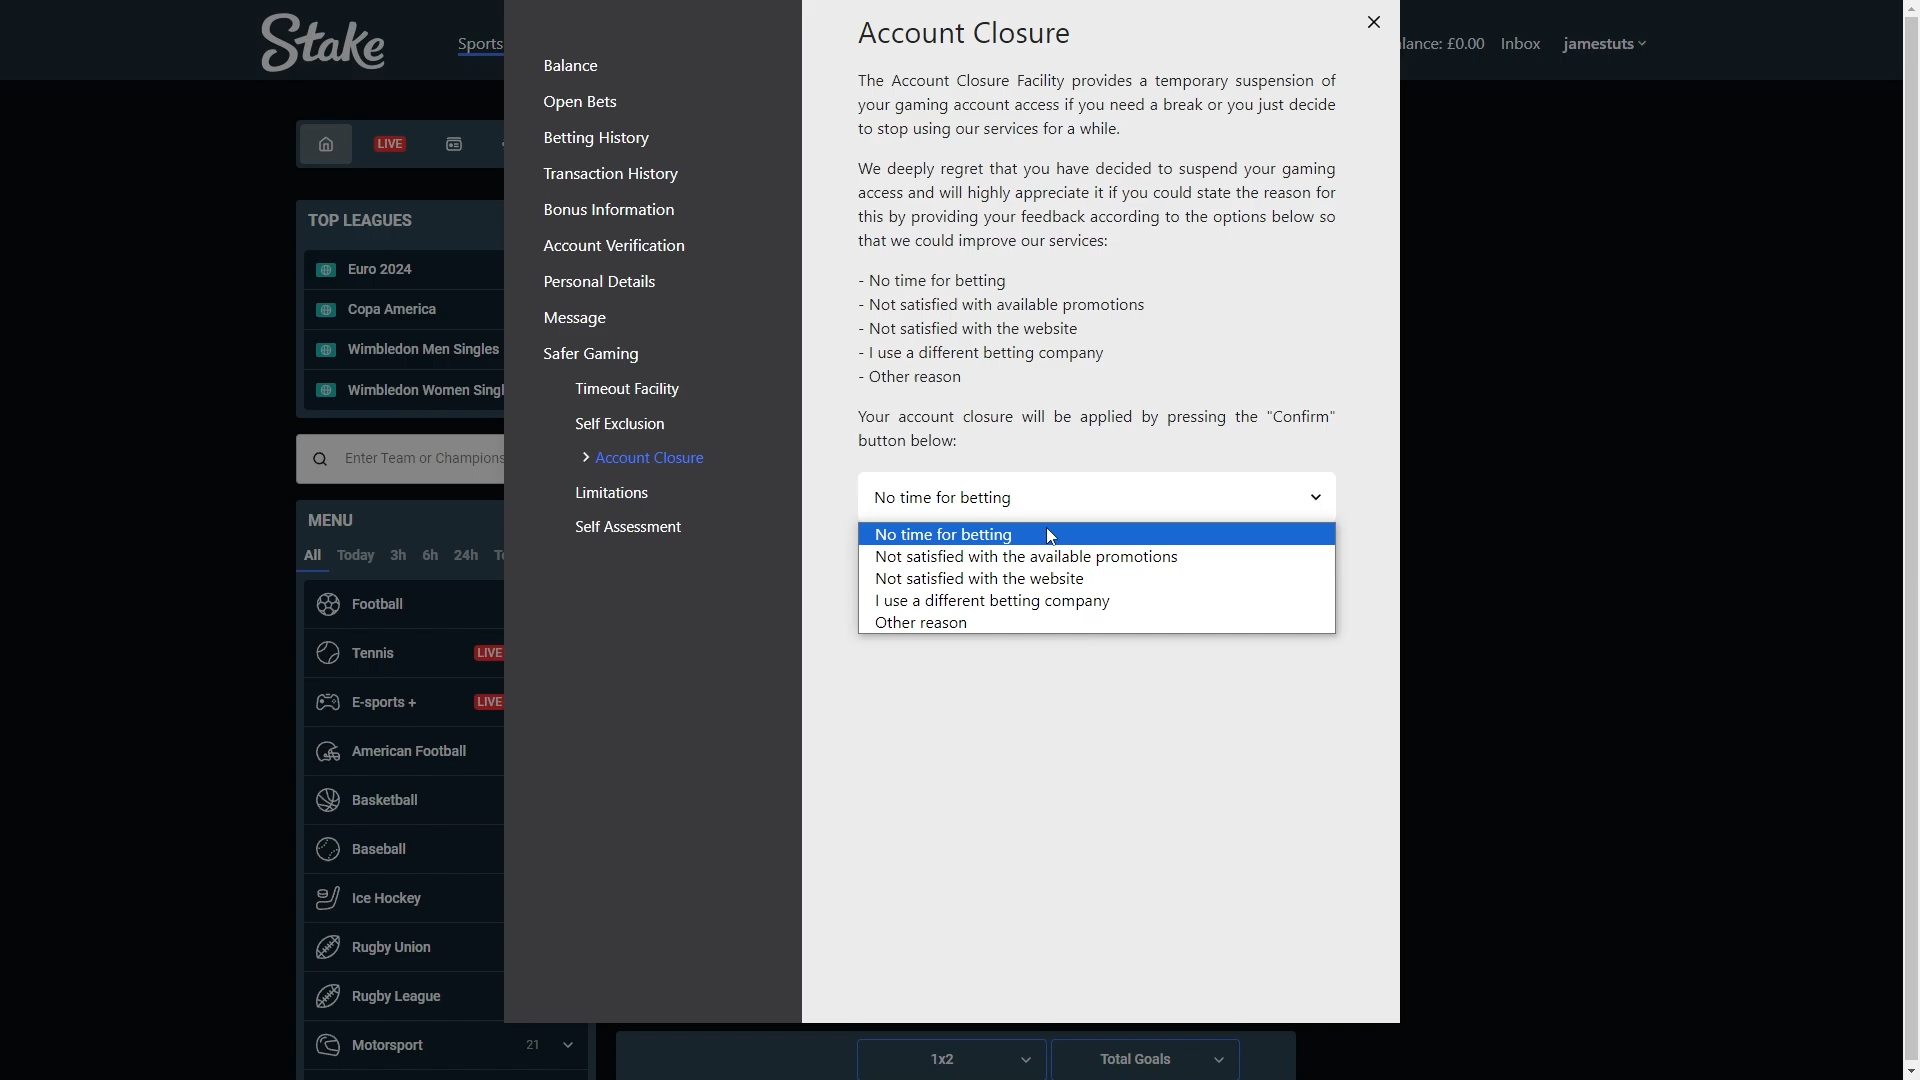 Stake
Sports
lance: £0.00
Inbox
jamestuts
LIVE
TOP LEAGUES
Euro 2024
Copa America
Wimbledon Men Singles
Wimbledon Women Singl
Enter Team or Champions
MENU
All Today 3h 6h 24h
Football
Tennis LIVE
E-sports + LIVE
American Football
Basketball
Baseball
Ice Hockey
Rugby Union
Rugby League
Motorsport 21
Balance
Open Bets
Betting History
Transaction History
Bonus Information
Account Verification
Personal Details
Message
Safer Gaming
Timeout Facility
Self Exclusion
Account Closure
Limitations
Self Assessment
Account Closure
The Account Closure Facility provides a temporary suspension of
your gaming account access if you need a break or you just decide
to stop using our services for a while.
We deeply regret that you have decided to suspend your gaming
access and will highly appreciate it if you could state the reason for
this by providing your feedback according to the options below so
that we could improve our services:
- No time for betting
- Not satisfied with available promotions
- Not satisfied with the website
- I use a different betting company
- Other reason
Your account closure will be applied by pressing the "Confirm"
button below:
No time for betting
No time for betting
Not satisfied with the available promotions
Not satisfied with the website
I use a different betting company
Other reason
1x2
Total Goals